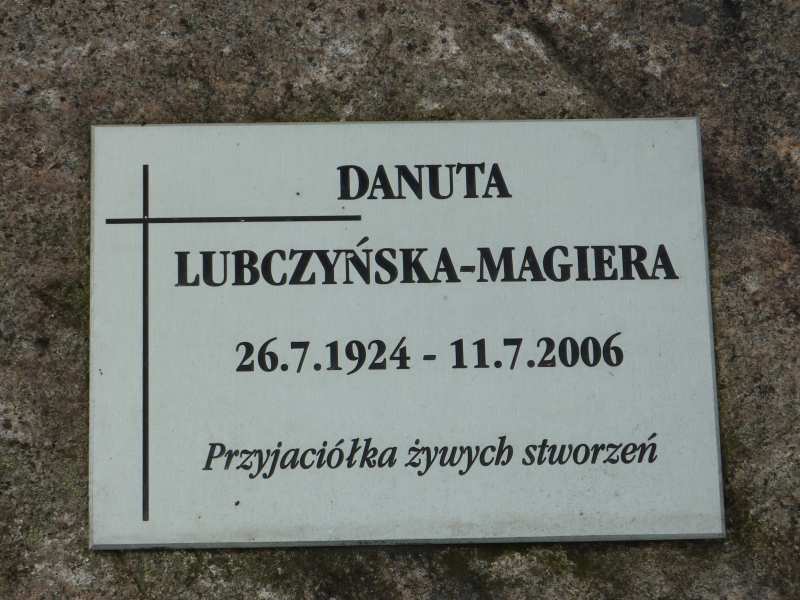 DANUTA
LUBCZYŃSKA-MAGIERA
26.7.1924 - 11.7.2006
Przyjaciółka żywych stworzeń